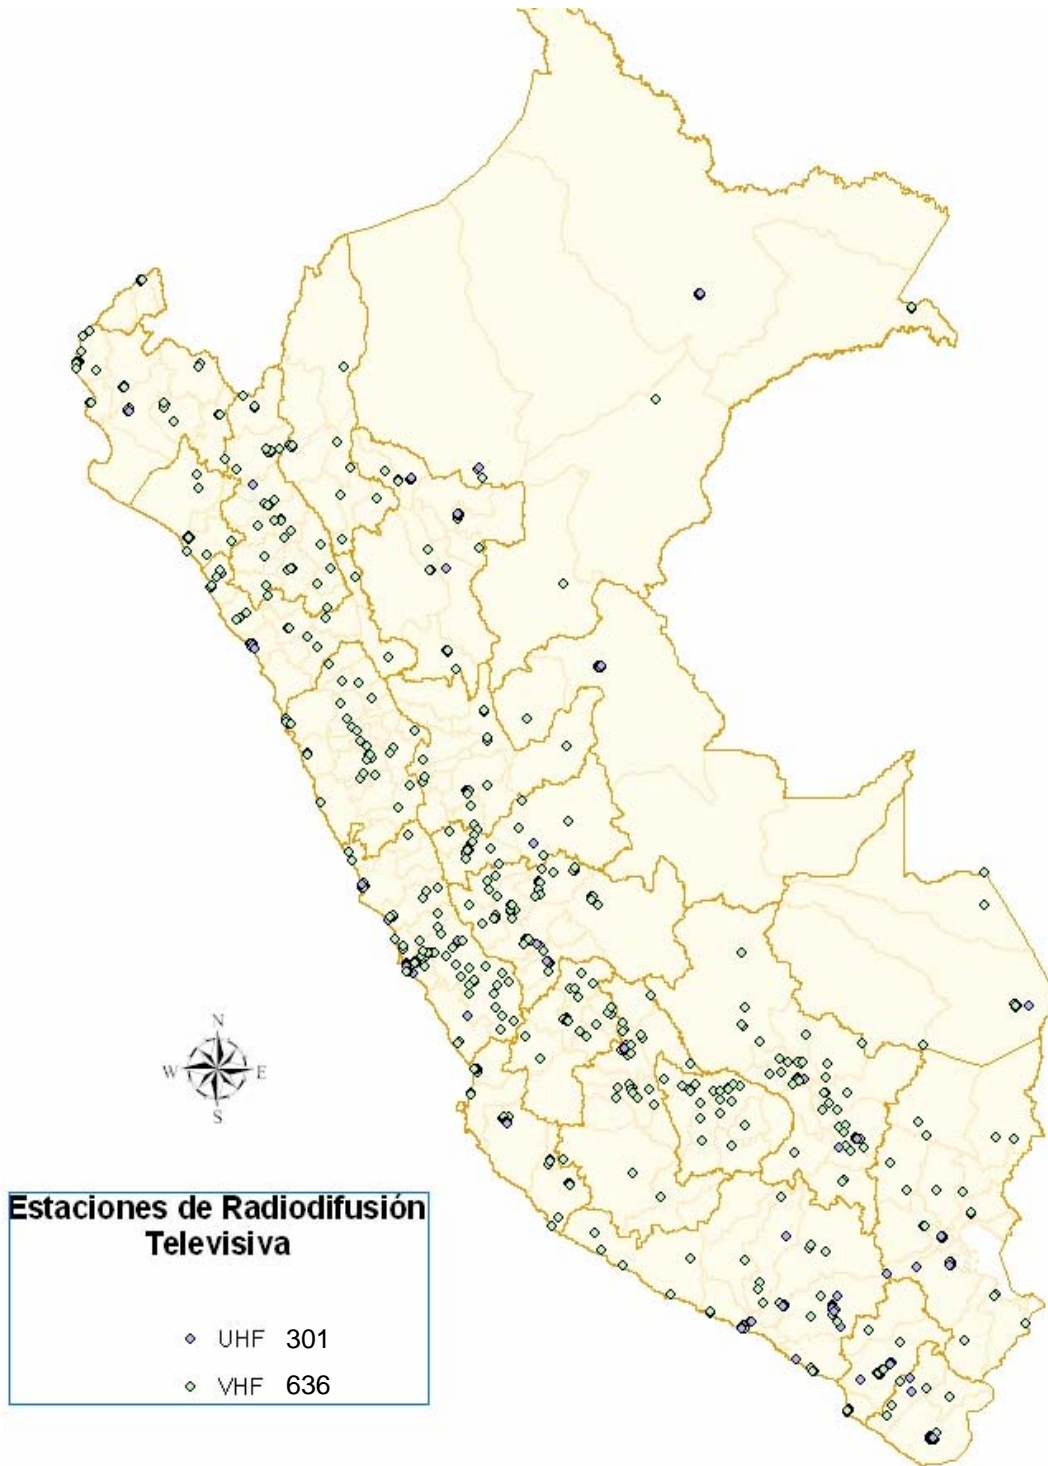 N
W E
S
Estaciones de Radiodifusión
Televisiva
UHF 301
VHF 636